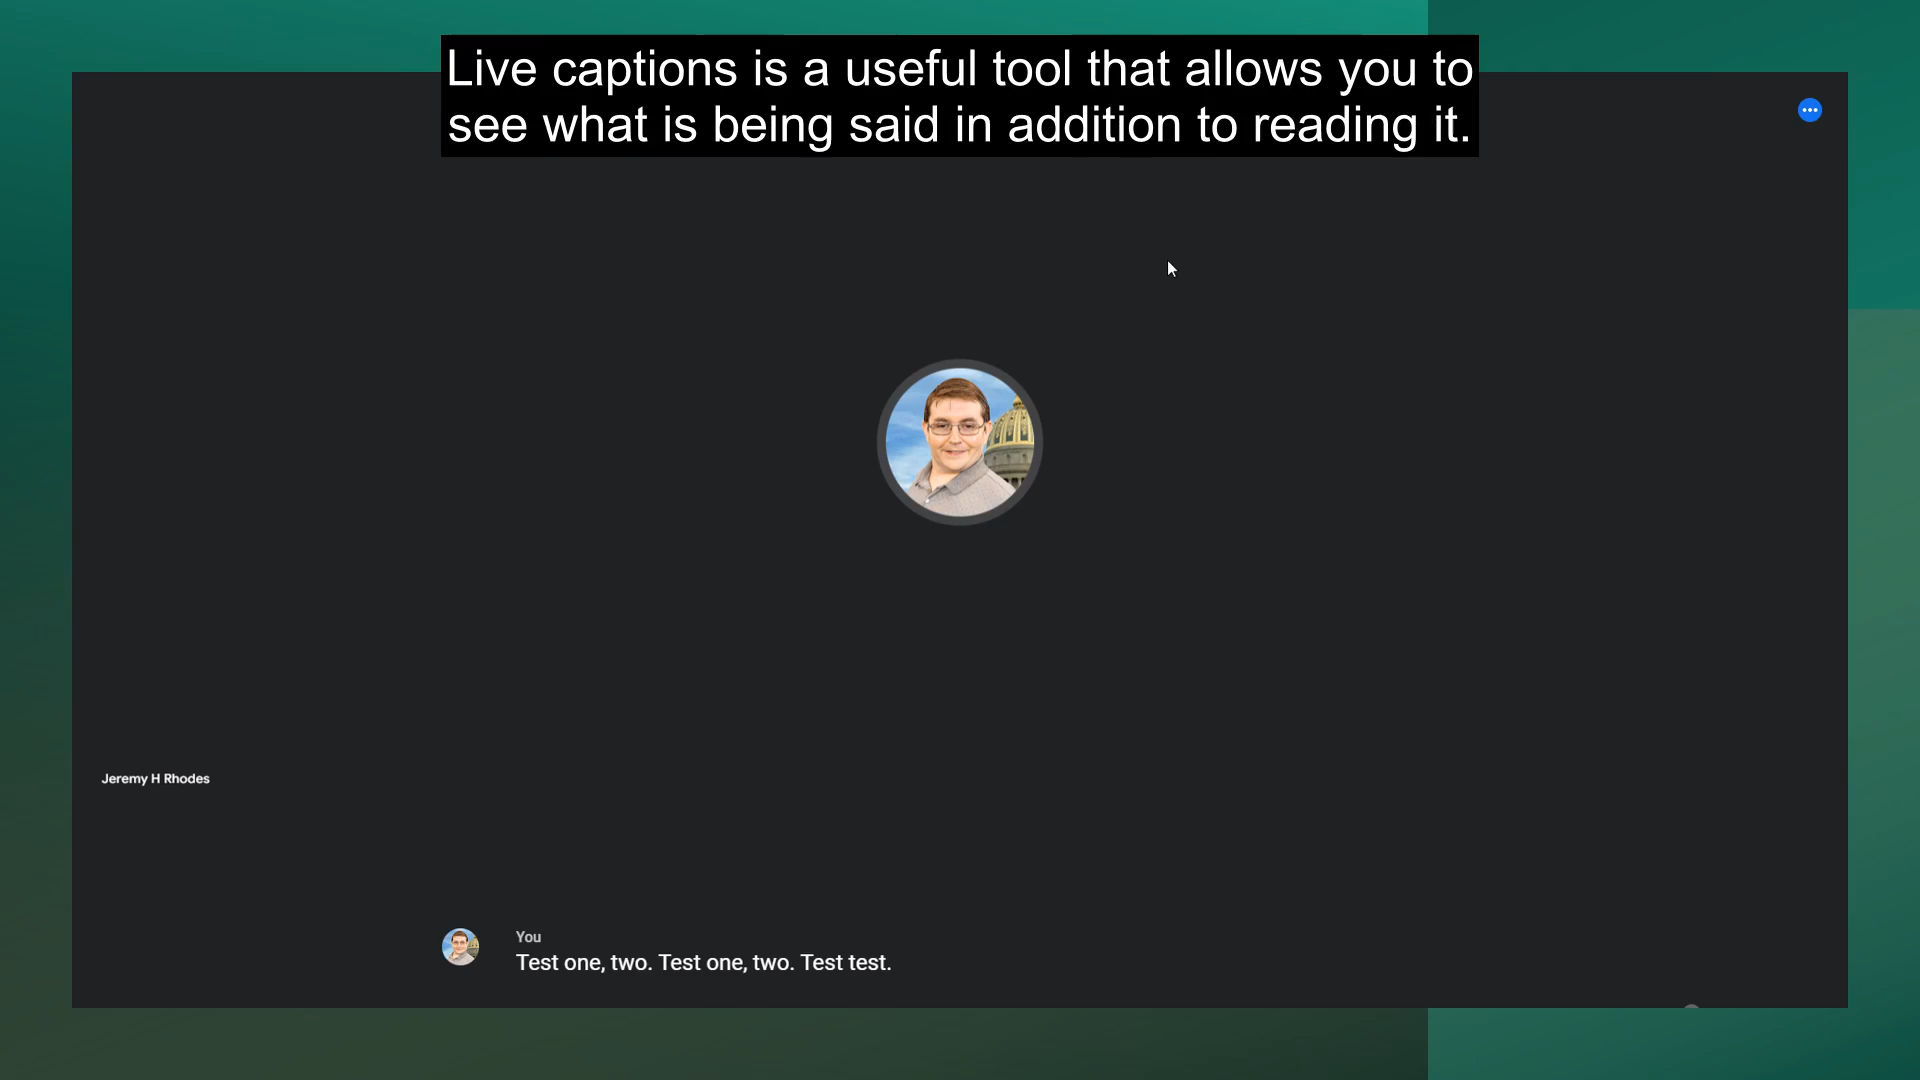 Live captions is a useful tool that allows you to
see what is being said in addition to reading it.
Jeremy H Rhodes
You
Test one, two. Test one, two. Test test.